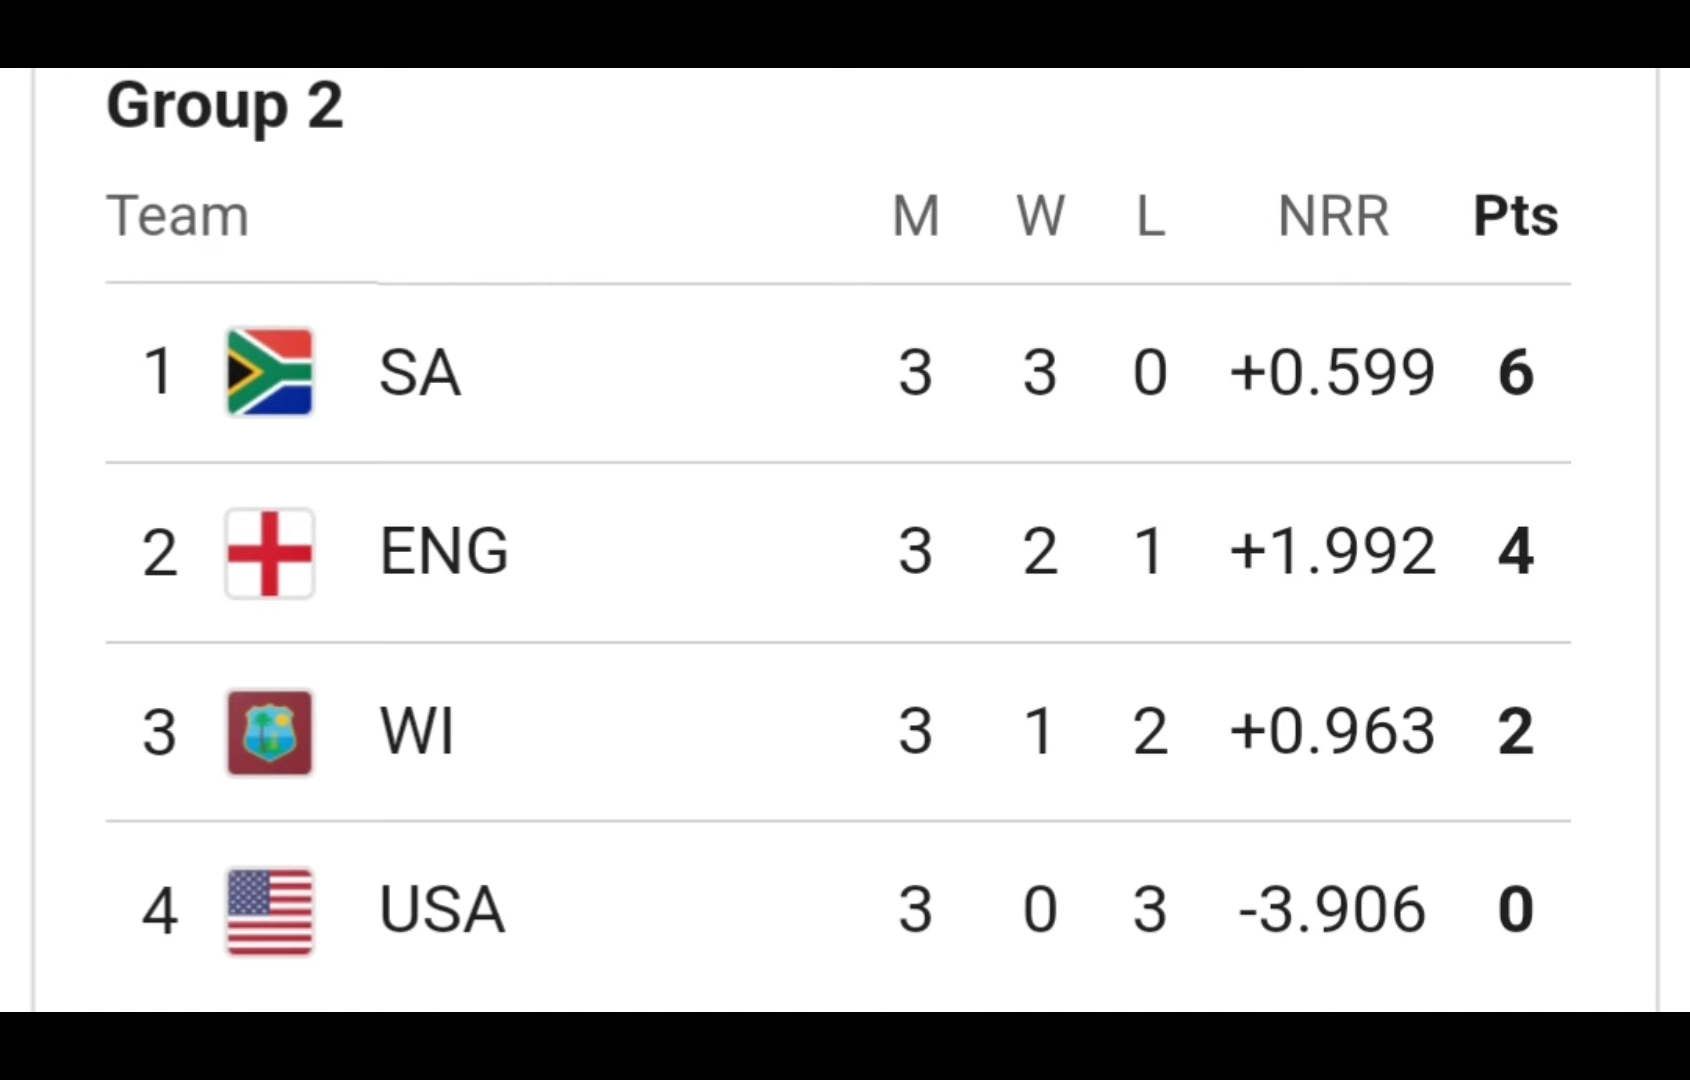 Group 2
Team M W L NRR Pts
1 SA 3 3 0 +0.599 6
2 ENG 3 2 1 +1.992 4
3 WI 3 1 2 +0.963 2
4 USA 3 0 3 -3.906 0